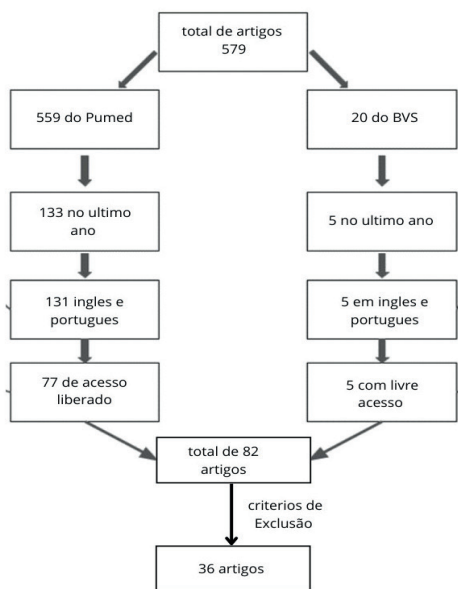 total de artigos
579
559 do Pumed
20 do BVS
133 no ultimo
ano
5 no ultimo ano
131 ingles e
portugues
5 em ingles e
portugues
77 de acesso
liberado
5 com livre
acesso
total de 82
artigos
criterios de
Exclusão
36 artigos